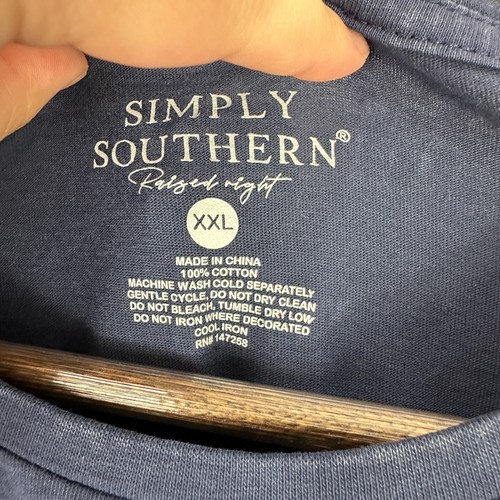 SIMPLY
SOUTHERN®
Raised right
XXL
MADE IN CHINA
100% COTTON
MACHINE WASH COLD SEPARATELY
GENTLE CYCLE, DO NOT DRY CLEAN
DO NOT BLEACH, TUMBLE DRY LOW
DO NOT IRON WHERE DECORATED
COOL IRON
RN# 147258